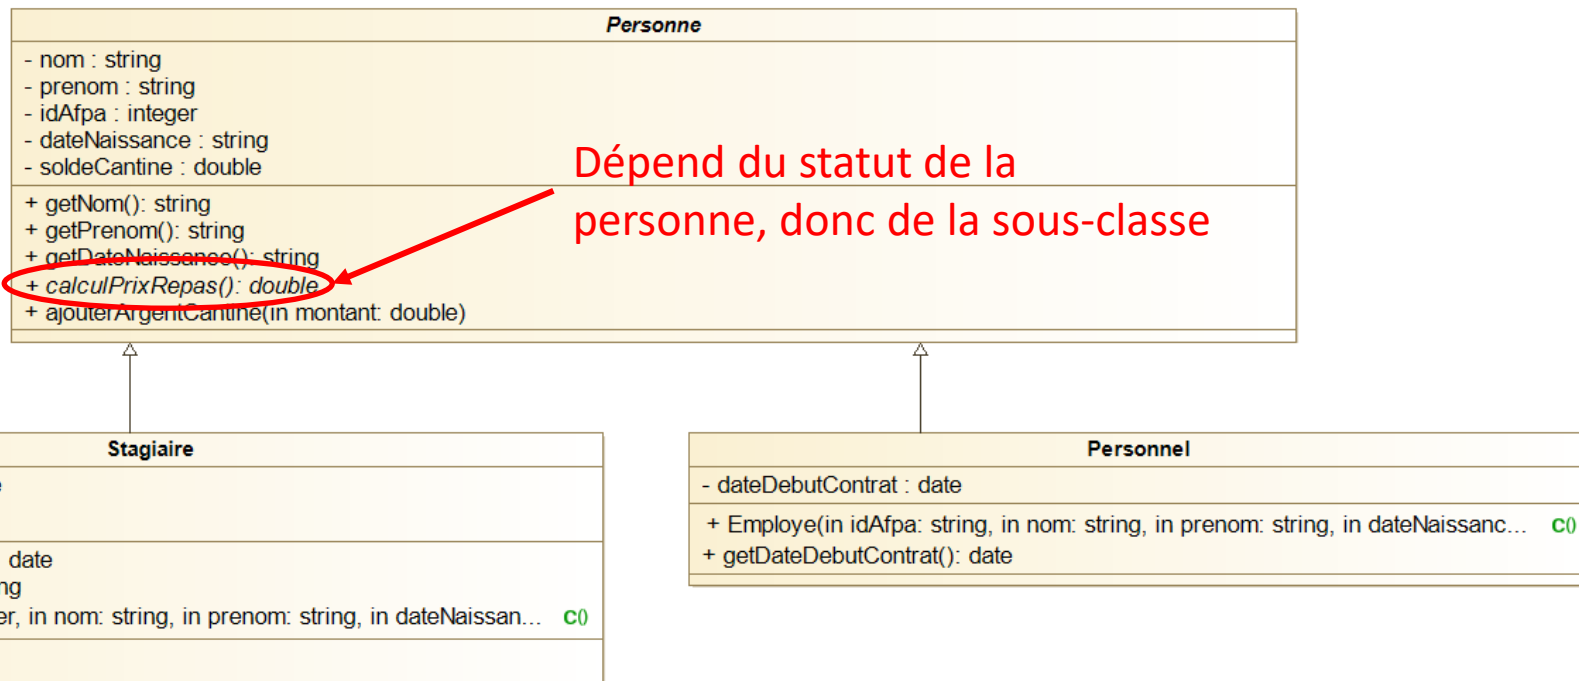 Personne
- nom : string
- prenom : string
- idAfpa : integer
- dateNaissance : string
- soldeCantine : double
Dépend du statut de la
personne, donc de la sous-classe
+ getNom(): string
+ getPrenom(): string
+ getDateNaissance(): string
+ calculPrixRepas(): double
+ ajouterArgentCantine(in montant: double)
Stagiaire
date
in nom: string, in prenom: string, in dateNaissan... C()
Personnel
- dateDebutContrat : date
+ Employe(in idAfpa: string, in nom: string, in prenom: string, in dateNaissanc... C()
+ getDateDebutContrat(): date